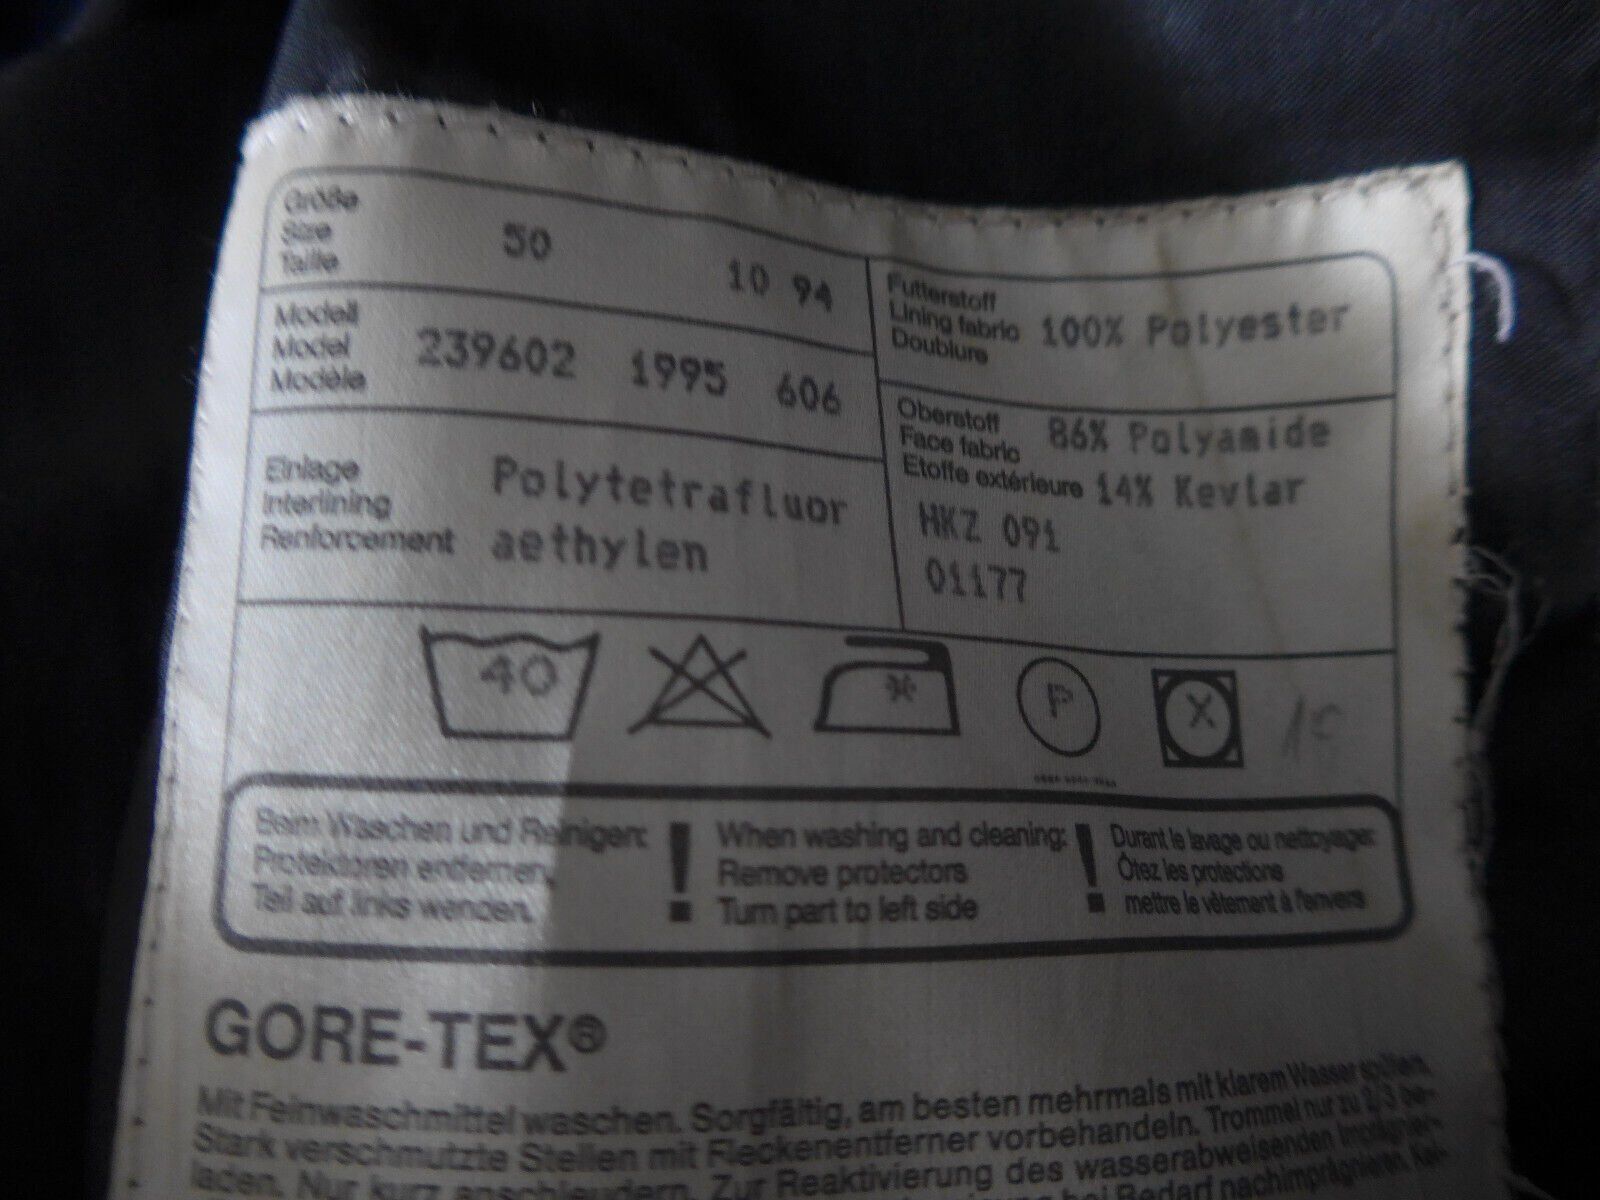 Größe
Size
Taille
50
10 94
Modell
Model
Modèle
239602 1995 606
Einlage
Interlining
Renforcement
Polytetrafluor
aethylen
Futterstoff
Lining fabric
Doublure
100% Polyester
Oberstoff
Face fabric
Etoffe extérieure
86% Polyamide
14% Kevlar
HKZ 091
01177
40
P
X
Beim Waschen und Reinigen:
Protektoren entfernen,
Teil auf links wenden.
!
When washing and cleaning:
Remove protectors
Turn part to left side
!
Durant le lavage ou nettoyage:
Ôtez les protections
mettre le vêtement à l'envers
GORE-TEX®
Mit Feinwaschmittel waschen. Sorgfältig, am besten mehrmals mit klarem Wasser spülen.
Stark verschmutzte Stellen mit Fleckenentferner vorbehandeln. Trommel nur zu 2/3 be-
laden. Nur kurz anschleudern. Zur Reaktivierung des wasserabweisenden
bei Bedarf nachimprägnieren.